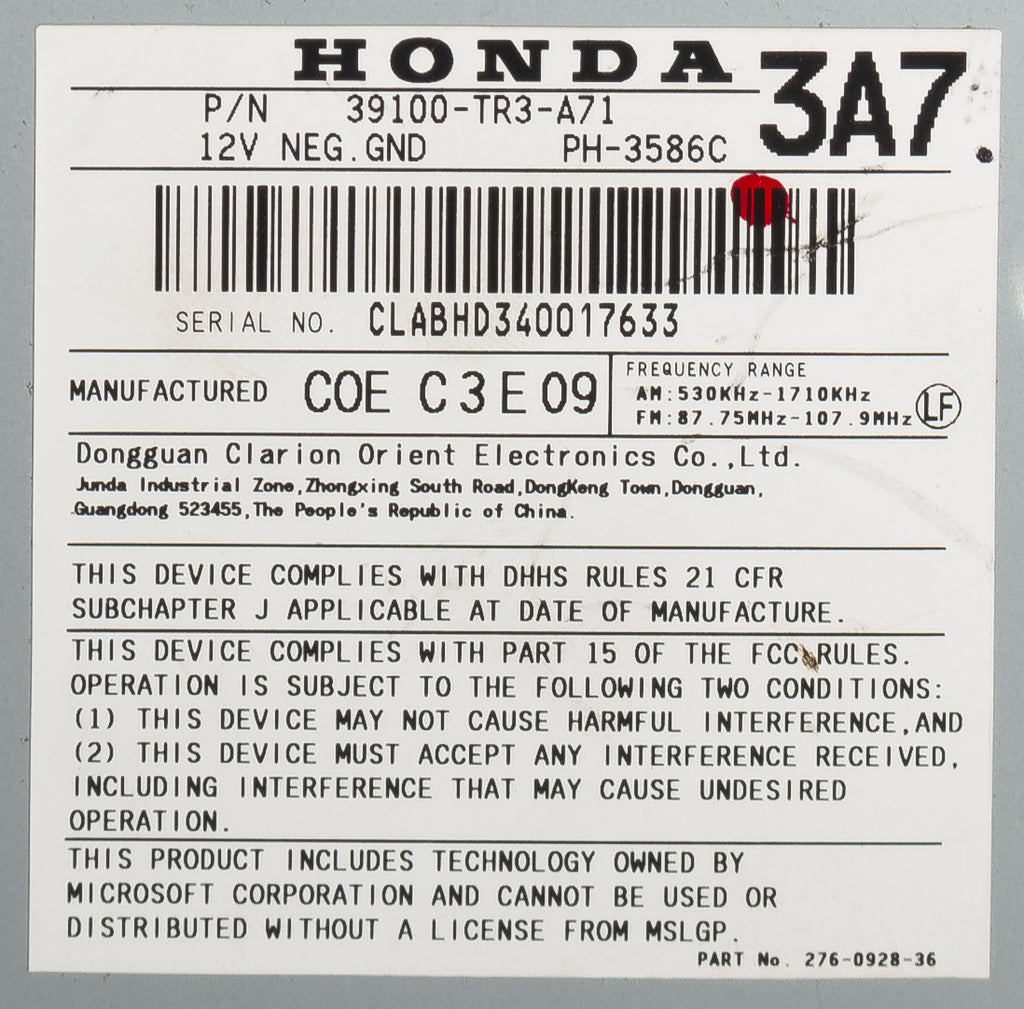 HONDA 3A7
P/N 39100-TR3-A71
12V NEG.GND PH-3586C
SERIAL NO. CLABHD340017633
MANUFACTURED COE C3E09
FREQUENCY RANGE
AM:530KHz-1710KHz
FM:87.75MHz-107.9MHz
LF
Dongguan Clarion Orient Electronics Co.,Ltd.
Junda Industrial Zone,Zhongxing South Road,DongKeng Town,Dongguan,
Guangdong 523455,The People's Republic of China.
THIS DEVICE COMPLIES WITH DHHS RULES 21 CFR
SUBCHAPTER J APPLICABLE AT DATE OF MANUFACTURE.
THIS DEVICE COMPLIES WITH PART 15 OF THE FCC RULES.
OPERATION IS SUBJECT TO THE FOLLOWING TWO CONDITIONS:
(1) THIS DEVICE MAY NOT CAUSE HARMFUL INTERFERENCE,AND
(2) THIS DEVICE MUST ACCEPT ANY INTERFERENCE RECEIVED,
INCLUDING INTERFERENCE THAT MAY CAUSE UNDESIRED
OPERATION.
THIS PRODUCT INCLUDES TECHNOLOGY OWNED BY
MICROSOFT CORPORATION AND CANNOT BE USED OR
DISTRIBUTED WITHOUT A LICENSE FROM MSLGP.
PART No. 276-0928-36